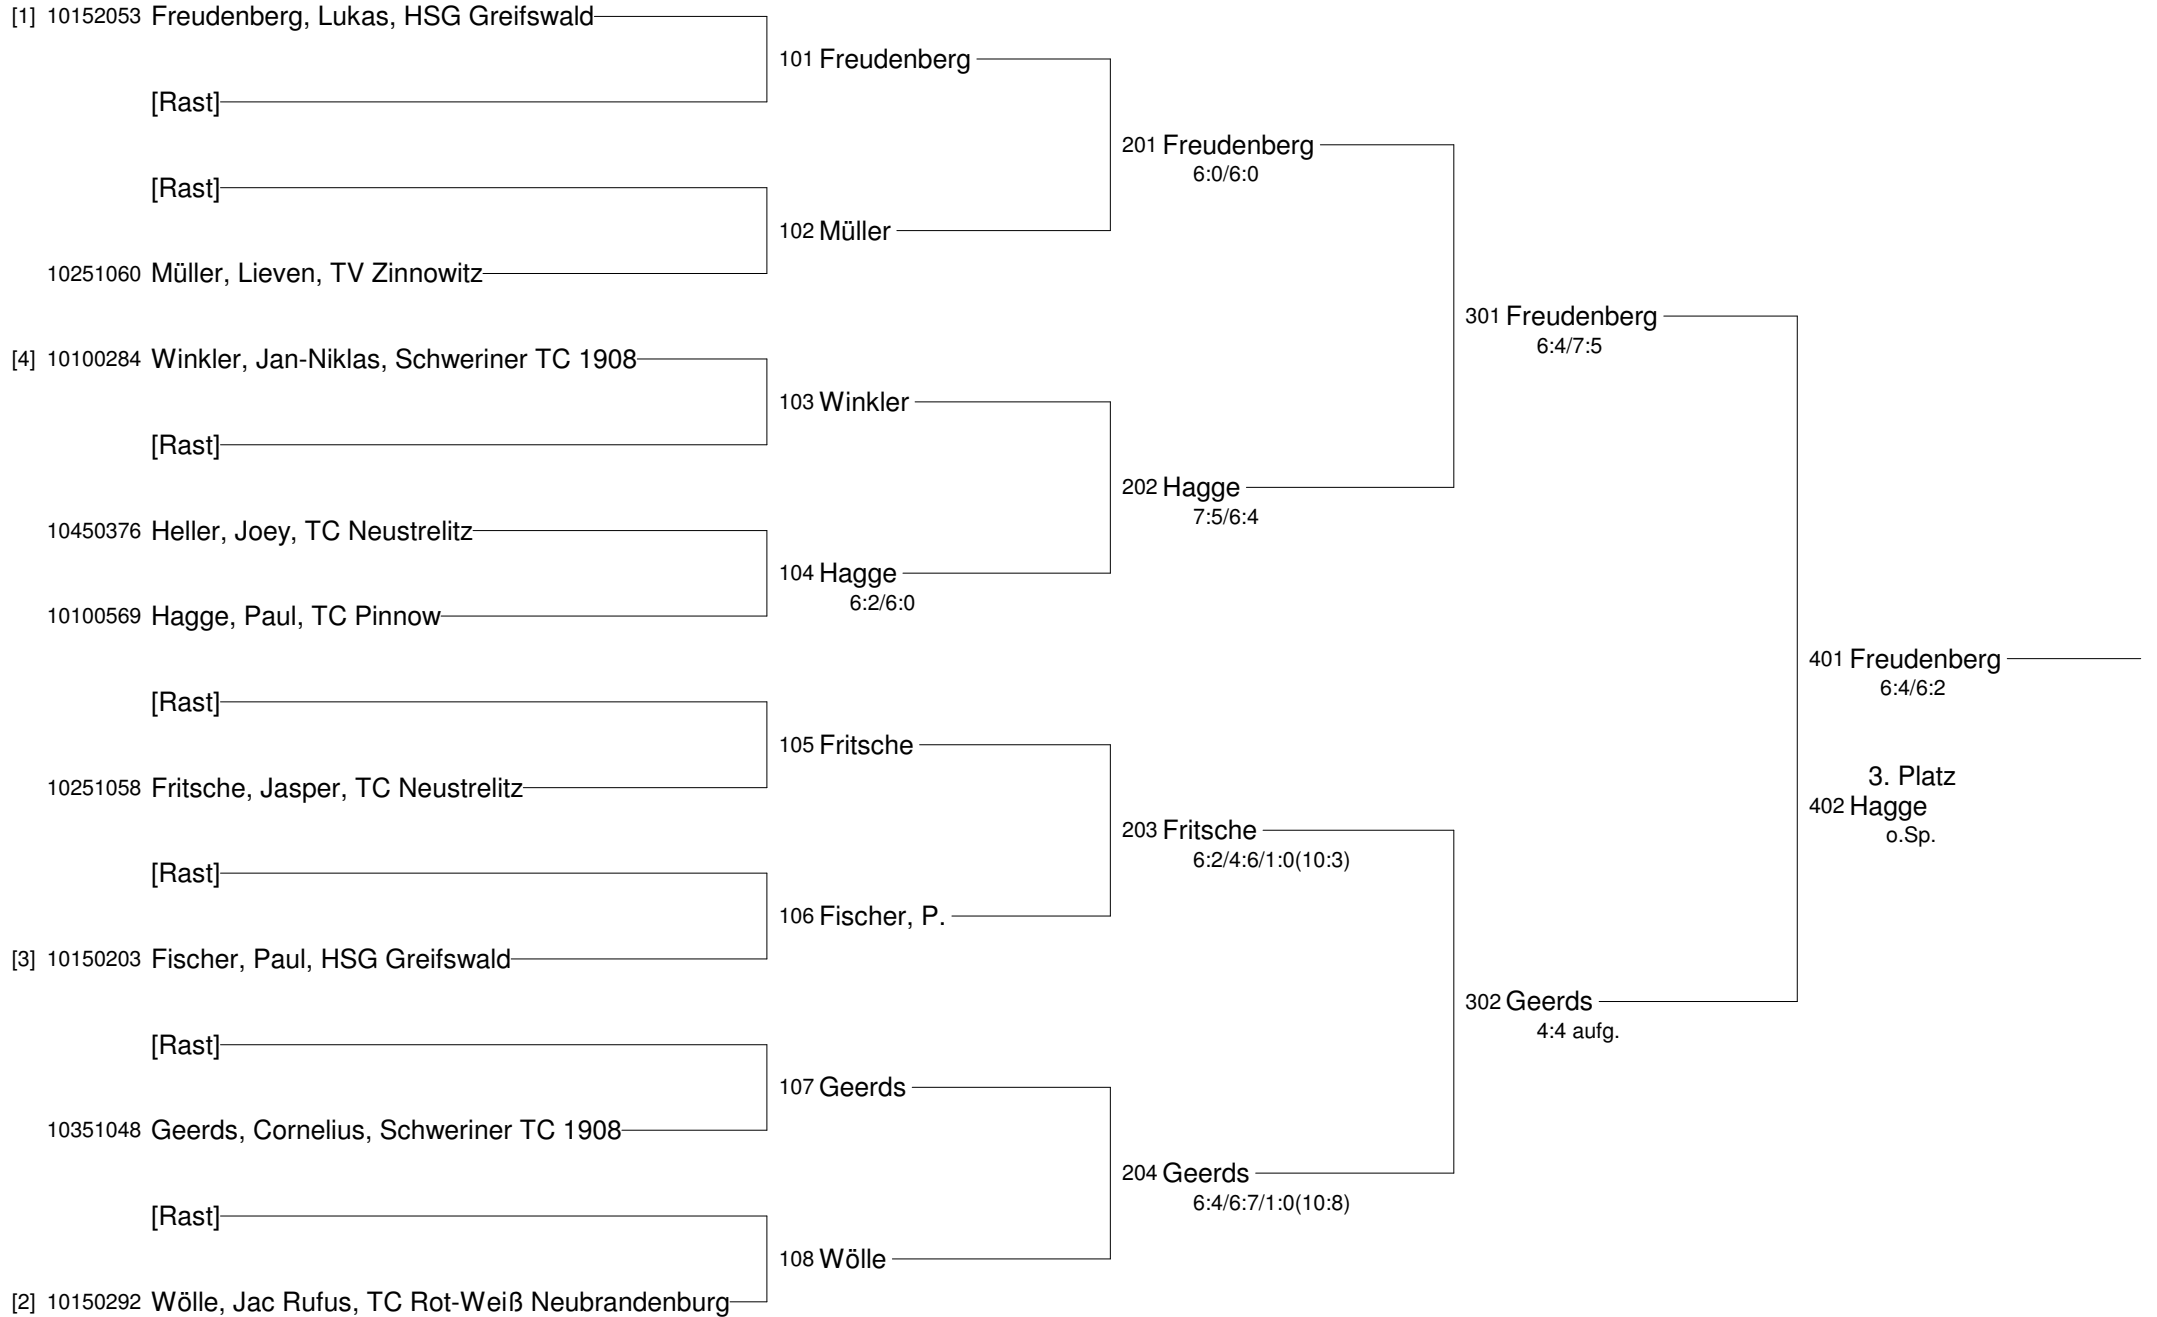 [1] 10152053 Freudenberg, Lukas, HSG Greifswald
101 Freudenberg
[Rast]
201 Freudenberg
6:0/6:0
[Rast]
102 Müller
10251060 Müller, Lieven, TV Zinnowitz
301 Freudenberg
6:4/7:5
[4] 10100284 Winkler, Jan-Niklas, Schweriner TC 1908
103 Winkler
[Rast]
202 Hagge
7:5/6:4
10450376 Heller, Joey, TC Neustrelitz
104 Hagge
6:2/6:0
10100569 Hagge, Paul, TC Pinnow
401 Freudenberg
6:4/6:2
[Rast]
105 Fritsche
3. Platz
402 Hagge
o.Sp.
10251058 Fritsche, Jasper, TC Neustrelitz
203 Fritsche
6:2/4:6/1:0(10:3)
[Rast]
106 Fischer, P.
[3] 10150203 Fischer, Paul, HSG Greifswald
302 Geerds
4:4 aufg.
[Rast]
107 Geerds
10351048 Geerds, Cornelius, Schweriner TC 1908
204 Geerds
6:4/6:7/1:0(10:8)
[Rast]
108 Wölle
[2] 10150292 Wölle, Jac Rufus, TC Rot-Weiß Neubrandenburg